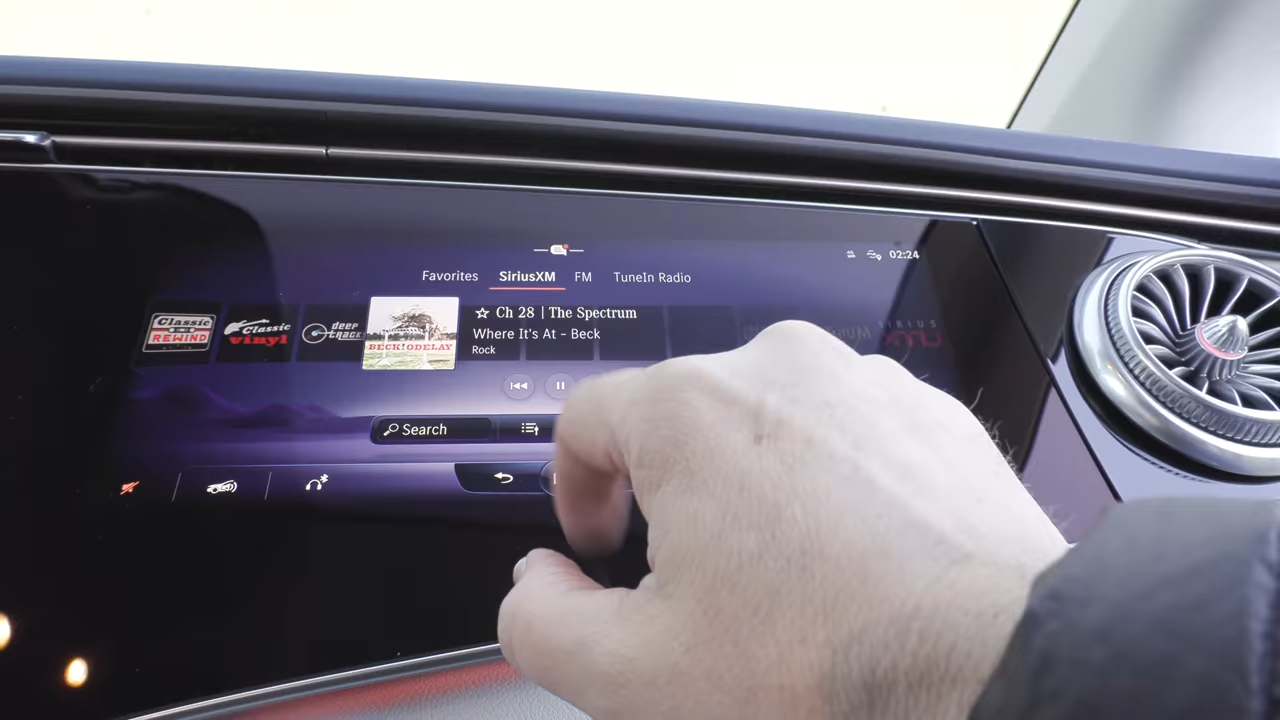 02:24
Favorites SiriusXM FM TuneIn Radio
Classic
REWIND
Classic
vinyl
deep
BECK!ODELAY
☆ Ch 28 | The Spectrum
Where It's At - Beck
Rock
SIRIUS
Search